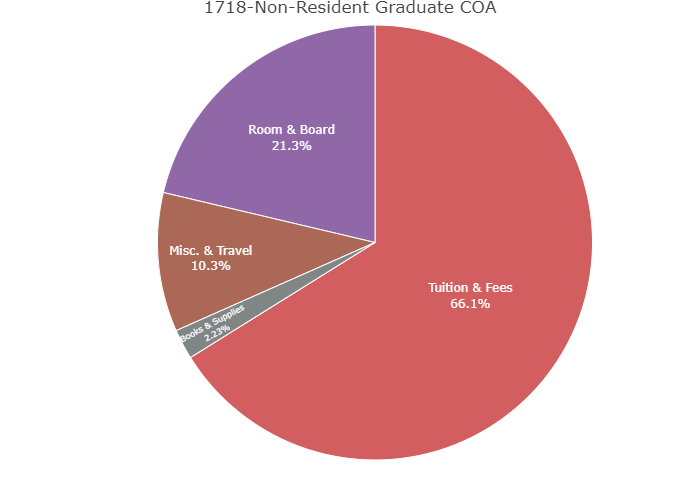 1718-Non-Resident Graduate COA
Room & Board
21.3%
Misc. & Travel
10.3%
Tuition & Fees
66.1%
Books & Supplies
2.23%